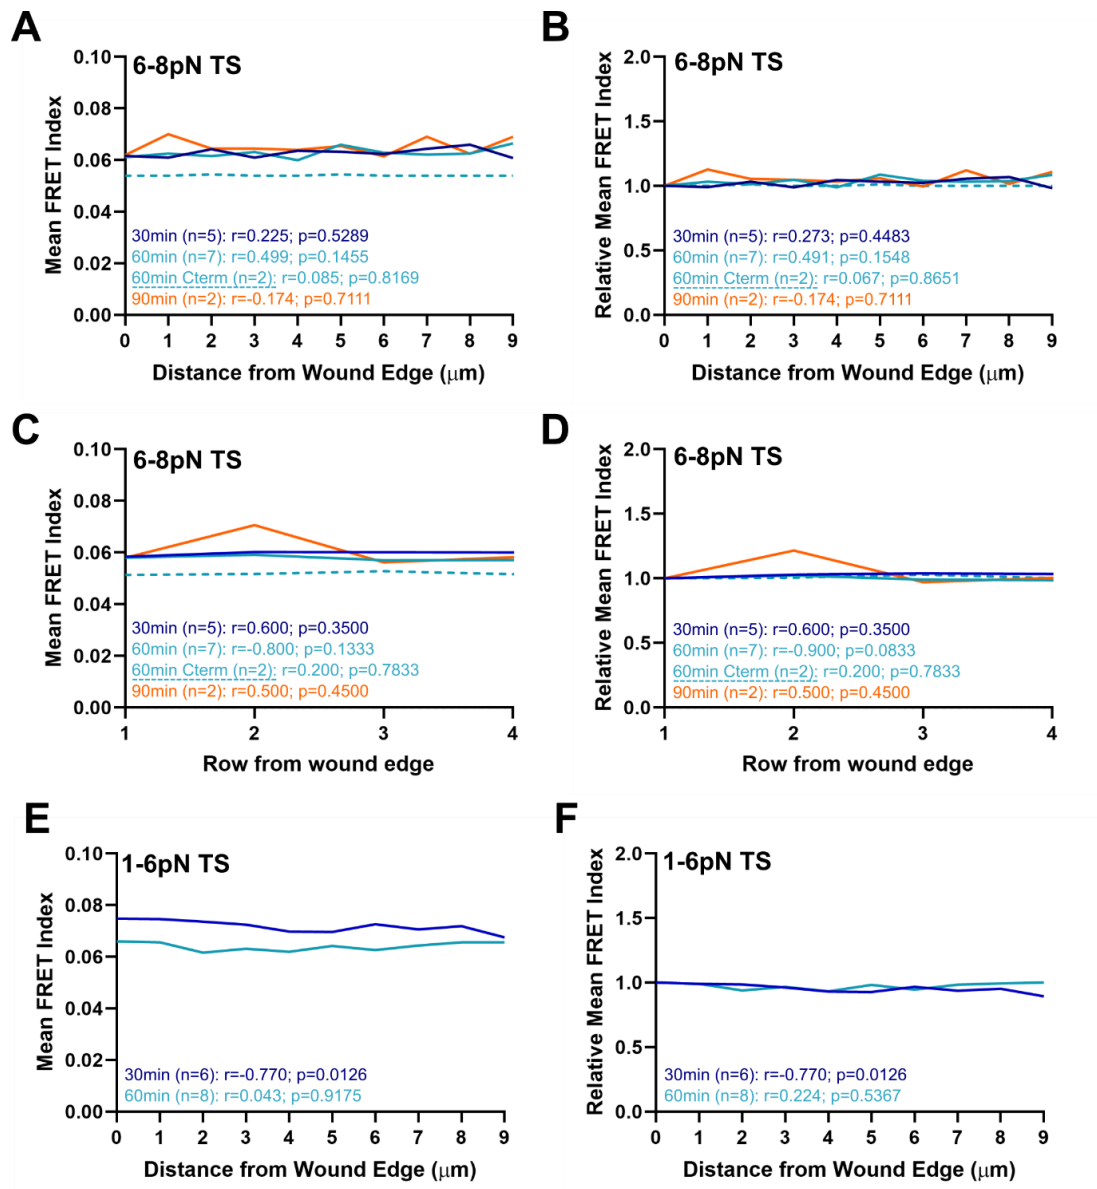 A
6-8pN TS
Mean FRET Index
0.10
0.08
0.06
0.04
0.02
0.00
30min (n=5): r=0.225; p=0.5289
60min (n=7): r=0.499; p=0.1455
60min Cterm (n=2): r=0.085; p=0.8169
90min (n=2): r=-0.174; p=0.7111
0 1 2 3 4 5 6 7 8 9
Distance from Wound Edge (μm)
B
6-8pN TS
Relative Mean FRET Index
2.0
1.5
1.0
0.5
0.0
30min (n=5): r=0.273; p=0.4483
60min (n=7): r=0.491; p=0.1548
60min Cterm (n=2): r=0.067; p=0.8651
90min (n=2): r=-0.174; p=0.7111
0 1 2 3 4 5 6 7 8 9
Distance from Wound Edge (μm)
C
6-8pN TS
Mean FRET Index
0.10
0.08
0.06
0.04
0.02
0.00
30min (n=5): r=0.600; p=0.3500
60min (n=7): r=-0.800; p=0.1333
60min Cterm (n=2): r=0.200; p=0.7833
90min (n=2): r=0.500; p=0.4500
1 2 3 4
Row from wound edge
D
6-8pN TS
Relative Mean FRET Index
2.0
1.5
1.0
0.5
0.0
30min (n=5): r=0.600; p=0.3500
60min (n=7): r=-0.900; p=0.0833
60min Cterm (n=2): r=0.200; p=0.7833
90min (n=2): r=0.500; p=0.4500
1 2 3 4
Row from wound edge
E
1-6pN TS
Mean FRET Index
0.10
0.08
0.06
0.04
0.02
0.00
30min (n=6): r=-0.770; p=0.0126
60min (n=8): r=0.043; p=0.9175
0 1 2 3 4 5 6 7 8 9
Distance from Wound Edge (μm)
F
1-6pN TS
Relative Mean FRET Index
2.0
1.5
1.0
0.5
0.0
30min (n=6): r=-0.770; p=0.0126
60min (n=8): r=0.224; p=0.5367
0 1 2 3 4 5 6 7 8 9
Distance from Wound Edge (μm)